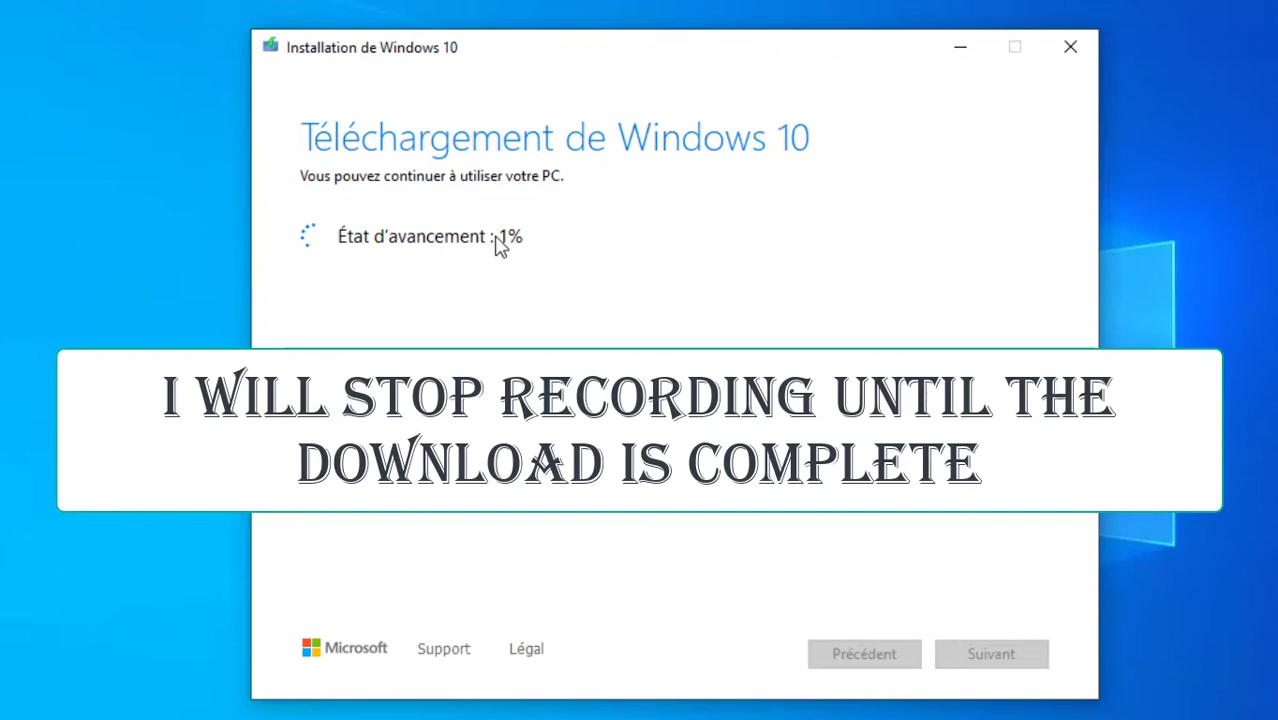 Installation de Windows 10
Téléchargement de Windows 10
Vous pouvez continuer à utiliser votre PC.
État d'avancement : 1%
I WILL STOP RECORDING UNTIL THE
DOWNLOAD IS COMPLETE
Microsoft Support Légal Précédent Suivant